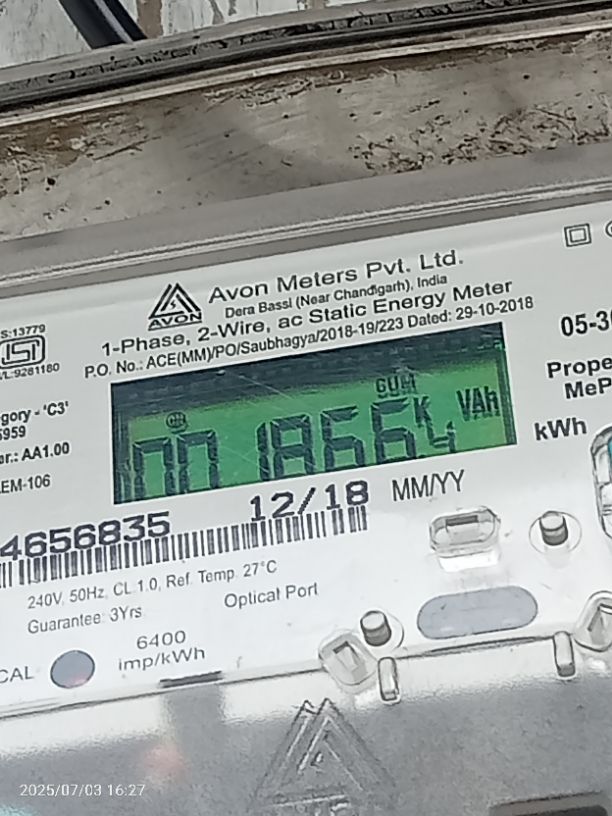 Avon Meters Pvt. Ltd.
Dera Bassi (Near Chandigarh), India
1-Phase, 2-Wire, ac Static Energy Meter
P.O. No.: ACE(MM)/PO/Saubhagya/2018-19/223 Dated: 29-10-2018
AVON
S:13779
ISI
/L:9281180
gory - 'C3'
5959
er.: AA1.00
EM-106
05-3
Prope
MeP
CUM
001866.4
K VAh
kWh
4656835
12/18 MM/YY
240V, 50Hz, CL 1.0, Ref. Temp. 27°C
Guarantee: 3Yrs.
Optical Port
CAL
6400
imp/kWh
2025/07/03 16:27